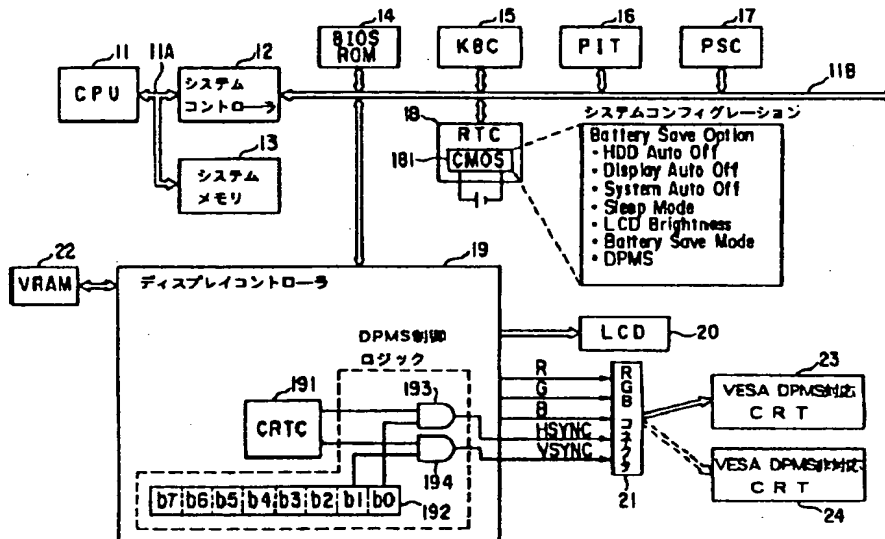 14
15
16
17
11
11A
12
BIOS
ROM
KBC
PIT
PSC
11B
CPU
システム
コントローラ
13
システム
メモリ
18
RTC
181
CMOS
システムコンフィグレーション
Battery Save Option
・HDD Auto Off
・Display Auto Off
・System Auto Off
・Sleep Mode
・LCD Brightness
・Battery Save Mode
・DPMS
22
VRAM
19
ディスプレイコントローラ
LCD
20
DPMS制御
ロジック
191
CRTC
193
194
R
G
B
HSYNC
VSYNC
RGBコネクタ
21
23
VESA DPMS対応
CRT
VESA DPMS非対応
CRT
24
b7 b6 b5 b4 b3 b2 b1 b0
192